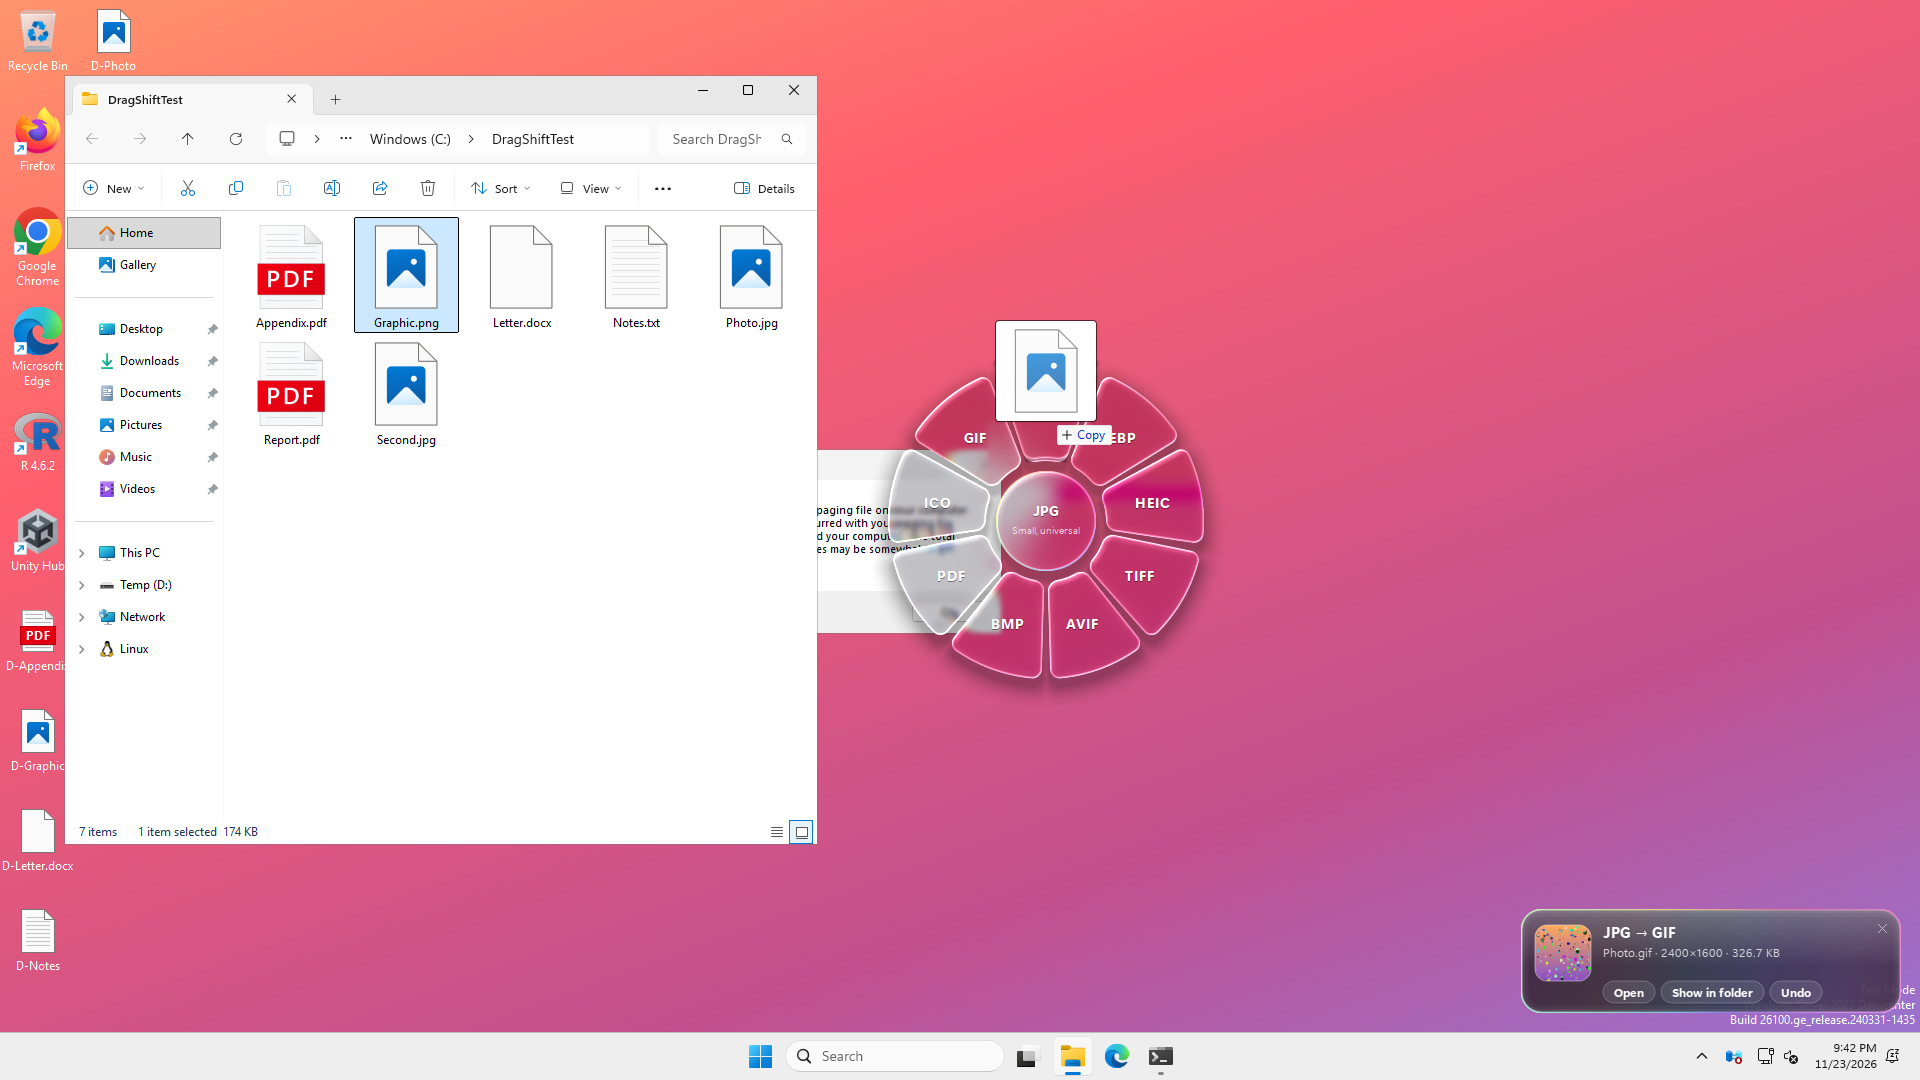 Recycle Bin
D-Photo
Firefox
Google
Chrome
Microsoft
Edge
R 4.6.2
Unity Hub
D-Appendi
D-Graphic
D-Letter.docx
D-Notes
DragShiftTest
Windows (C:)
DragShiftTest
Search DragSh
New
Sort
View
Details
Home
Gallery
Desktop
Downloads
Documents
Pictures
Music
Videos
This PC
Temp (D:)
Network
Linux
PDF
Appendix.pdf
Graphic.png
Letter.docx
Notes.txt
Photo.jpg
PDF
Report.pdf
Second.jpg
7 items
1 item selected 174 KB
PDF
paging file on
urred with you
d your comput
es may be somewh
Copy
GIF
EBP
ICO
HEIC
JPG
Small, universal
PDF
TIFF
BMP
AVIF
JPG → GIF
Photo.gif · 2400×1600 · 326.7 KB
Open
Show in folder
Undo
Build 26100.ge_release.240331-1435
Search
9:42 PM
11/23/2026